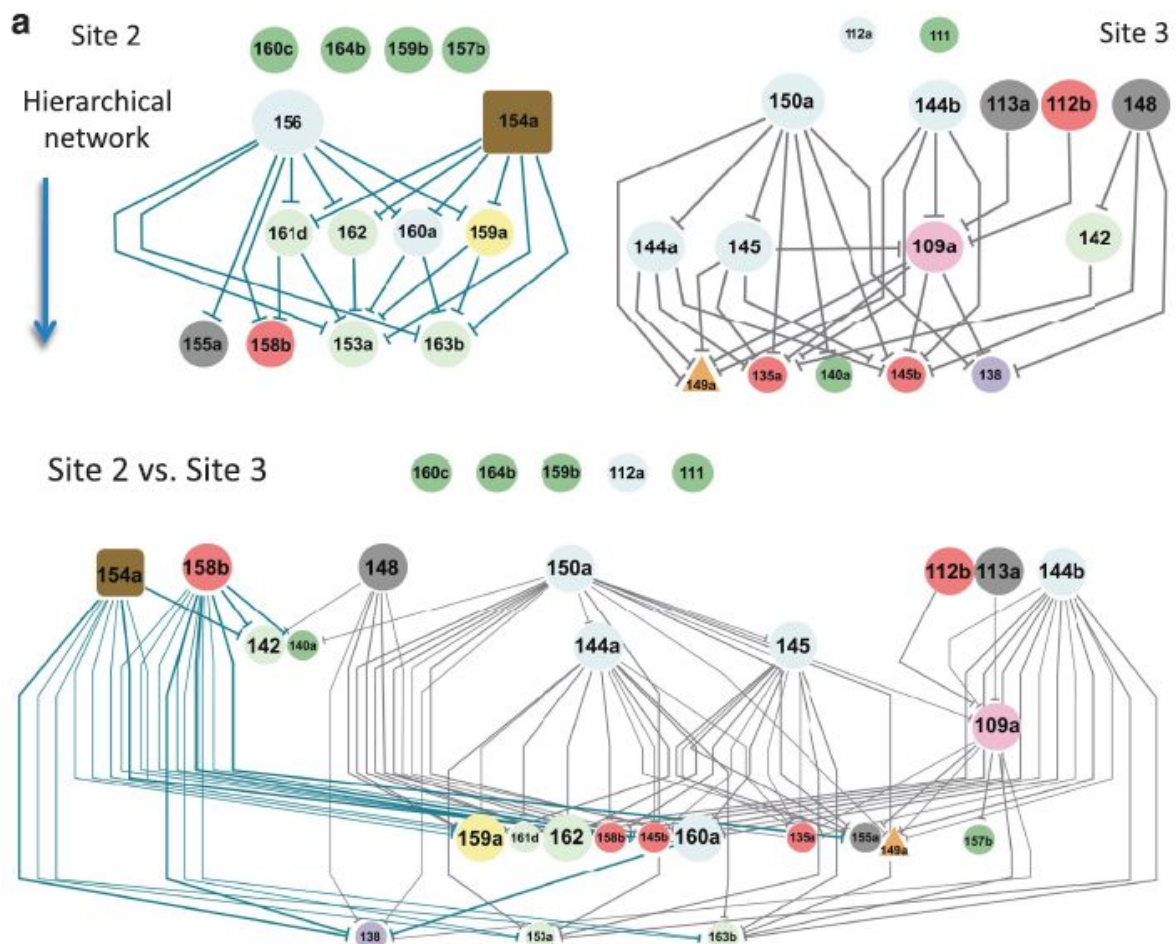 a
Site 2
160c 164b 159b 157b
Hierarchical
network
156 154a
161d 162 160a 159a
155a 158b 153a 163b
112a 111 Site 3
150a 144b 113a 112b 148
144a 145 109a 142
149a 135a 140a 145b 138
Site 2 vs. Site 3
160c 164b 159b 112a 111
154a 158b 148 150a 112b 113a 144b
142 140a 144a 145
109a
159a 161d 162 158b 145b 160a 135a 155a 149a 157b
138 153a 163b